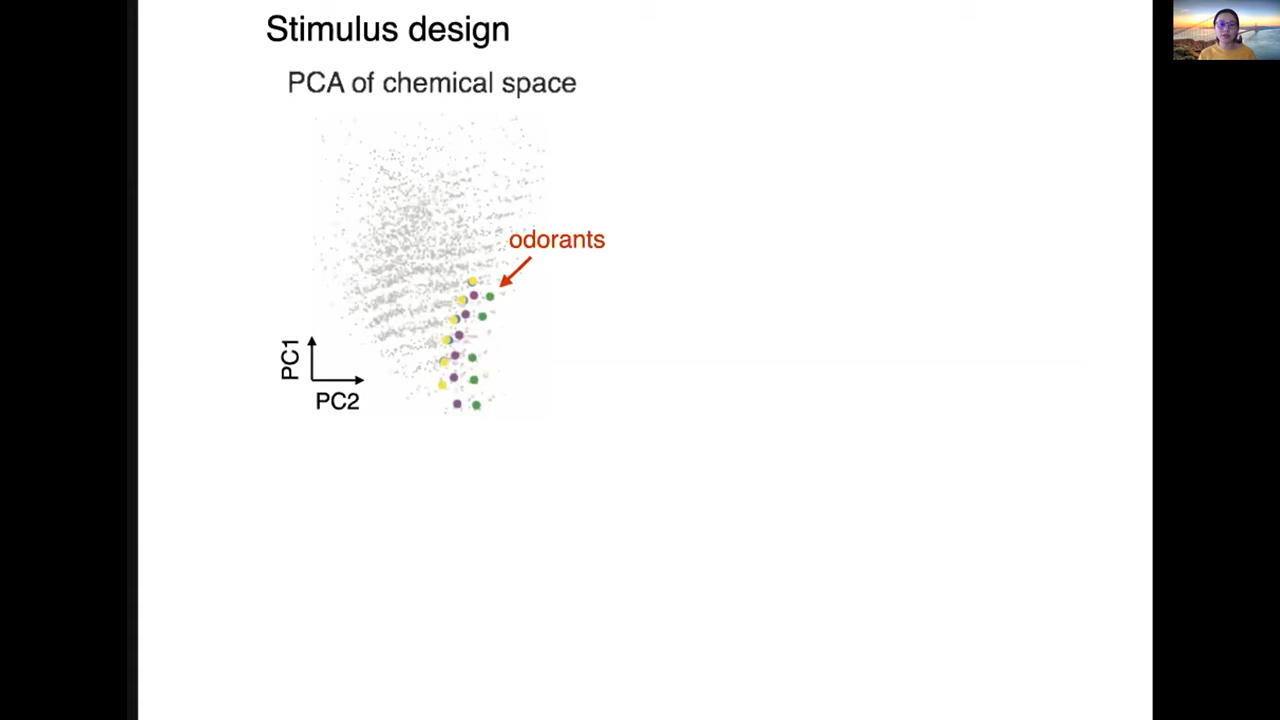 Stimulus design
PCA of chemical space
odorants
PC1
PC2